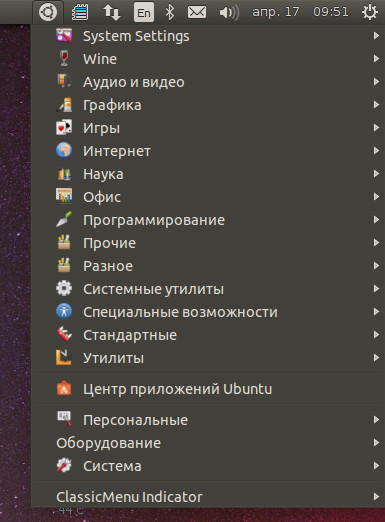 En апр. 17 09:51
System Settings
Wine
Аудио и видео
Графика
Игры
Интернет
Наука
Офис
Программирование
Прочие
Разное
Системные утилиты
Специальные возможности
Стандартные
Утилиты
Центр приложений Ubuntu
Персональные
Оборудование
Система
ClassicMenu Indicator